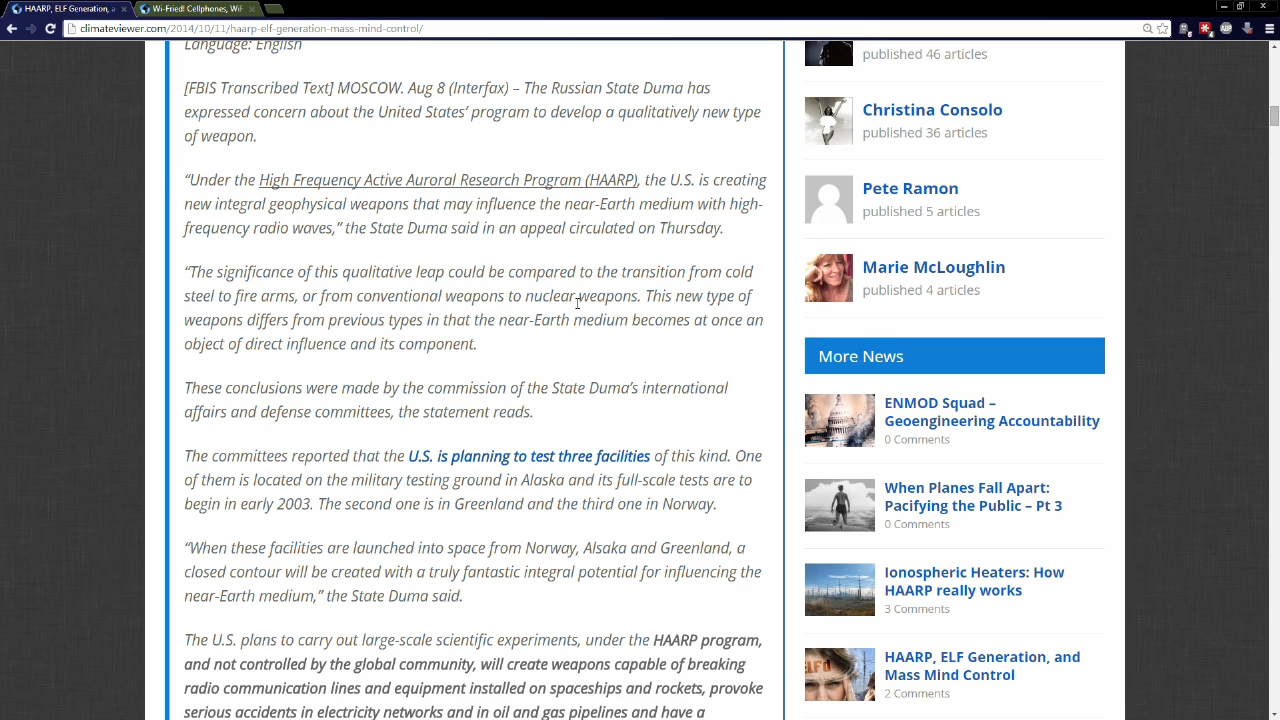 HAARP, ELF Generation, a
Wi-Fried! Cellphones, WiF
climateviewer.com/2014/10/11/haarp-elf-generation-mass-mind-control/
Language: English
[FBIS Transcribed Text] MOSCOW. Aug 8 (Interfax) – The Russian State Duma has
expressed concern about the United States’ program to develop a qualitatively new type
of weapon.
“Under the High Frequency Active Auroral Research Program (HAARP), the U.S. is creating
new integral geophysical weapons that may influence the near-Earth medium with high-
frequency radio waves,” the State Duma said in an appeal circulated on Thursday.
“The significance of this qualitative leap could be compared to the transition from cold
steel to fire arms, or from conventional weapons to nuclear weapons. This new type of
weapons differs from previous types in that the near-Earth medium becomes at once an
object of direct influence and its component.
These conclusions were made by the commission of the State Duma’s international
affairs and defense committees, the statement reads.
The committees reported that the U.S. is planning to test three facilities of this kind. One
of them is located on the military testing ground in Alaska and its full-scale tests are to
begin in early 2003. The second one is in Greenland and the third one in Norway.
“When these facilities are launched into space from Norway, Alsaka and Greenland, a
closed contour will be created with a truly fantastic integral potential for influencing the
near-Earth medium,” the State Duma said.
The U.S. plans to carry out large-scale scientific experiments, under the HAARP program,
and not controlled by the global community, will create weapons capable of breaking
radio communication lines and equipment installed on spaceships and rockets, provoke
serious accidents in electricity networks and in oil and gas pipelines and have a
published 46 articles
Christina Consolo
published 36 articles
Pete Ramon
published 5 articles
Marie McLoughlin
published 4 articles
More News
ENMOD Squad –
Geoengineering Accountability
0 Comments
When Planes Fall Apart:
Pacifying the Public – Pt 3
0 Comments
Ionospheric Heaters: How
HAARP really works
3 Comments
HAARP, ELF Generation, and
Mass Mind Control
2 Comments